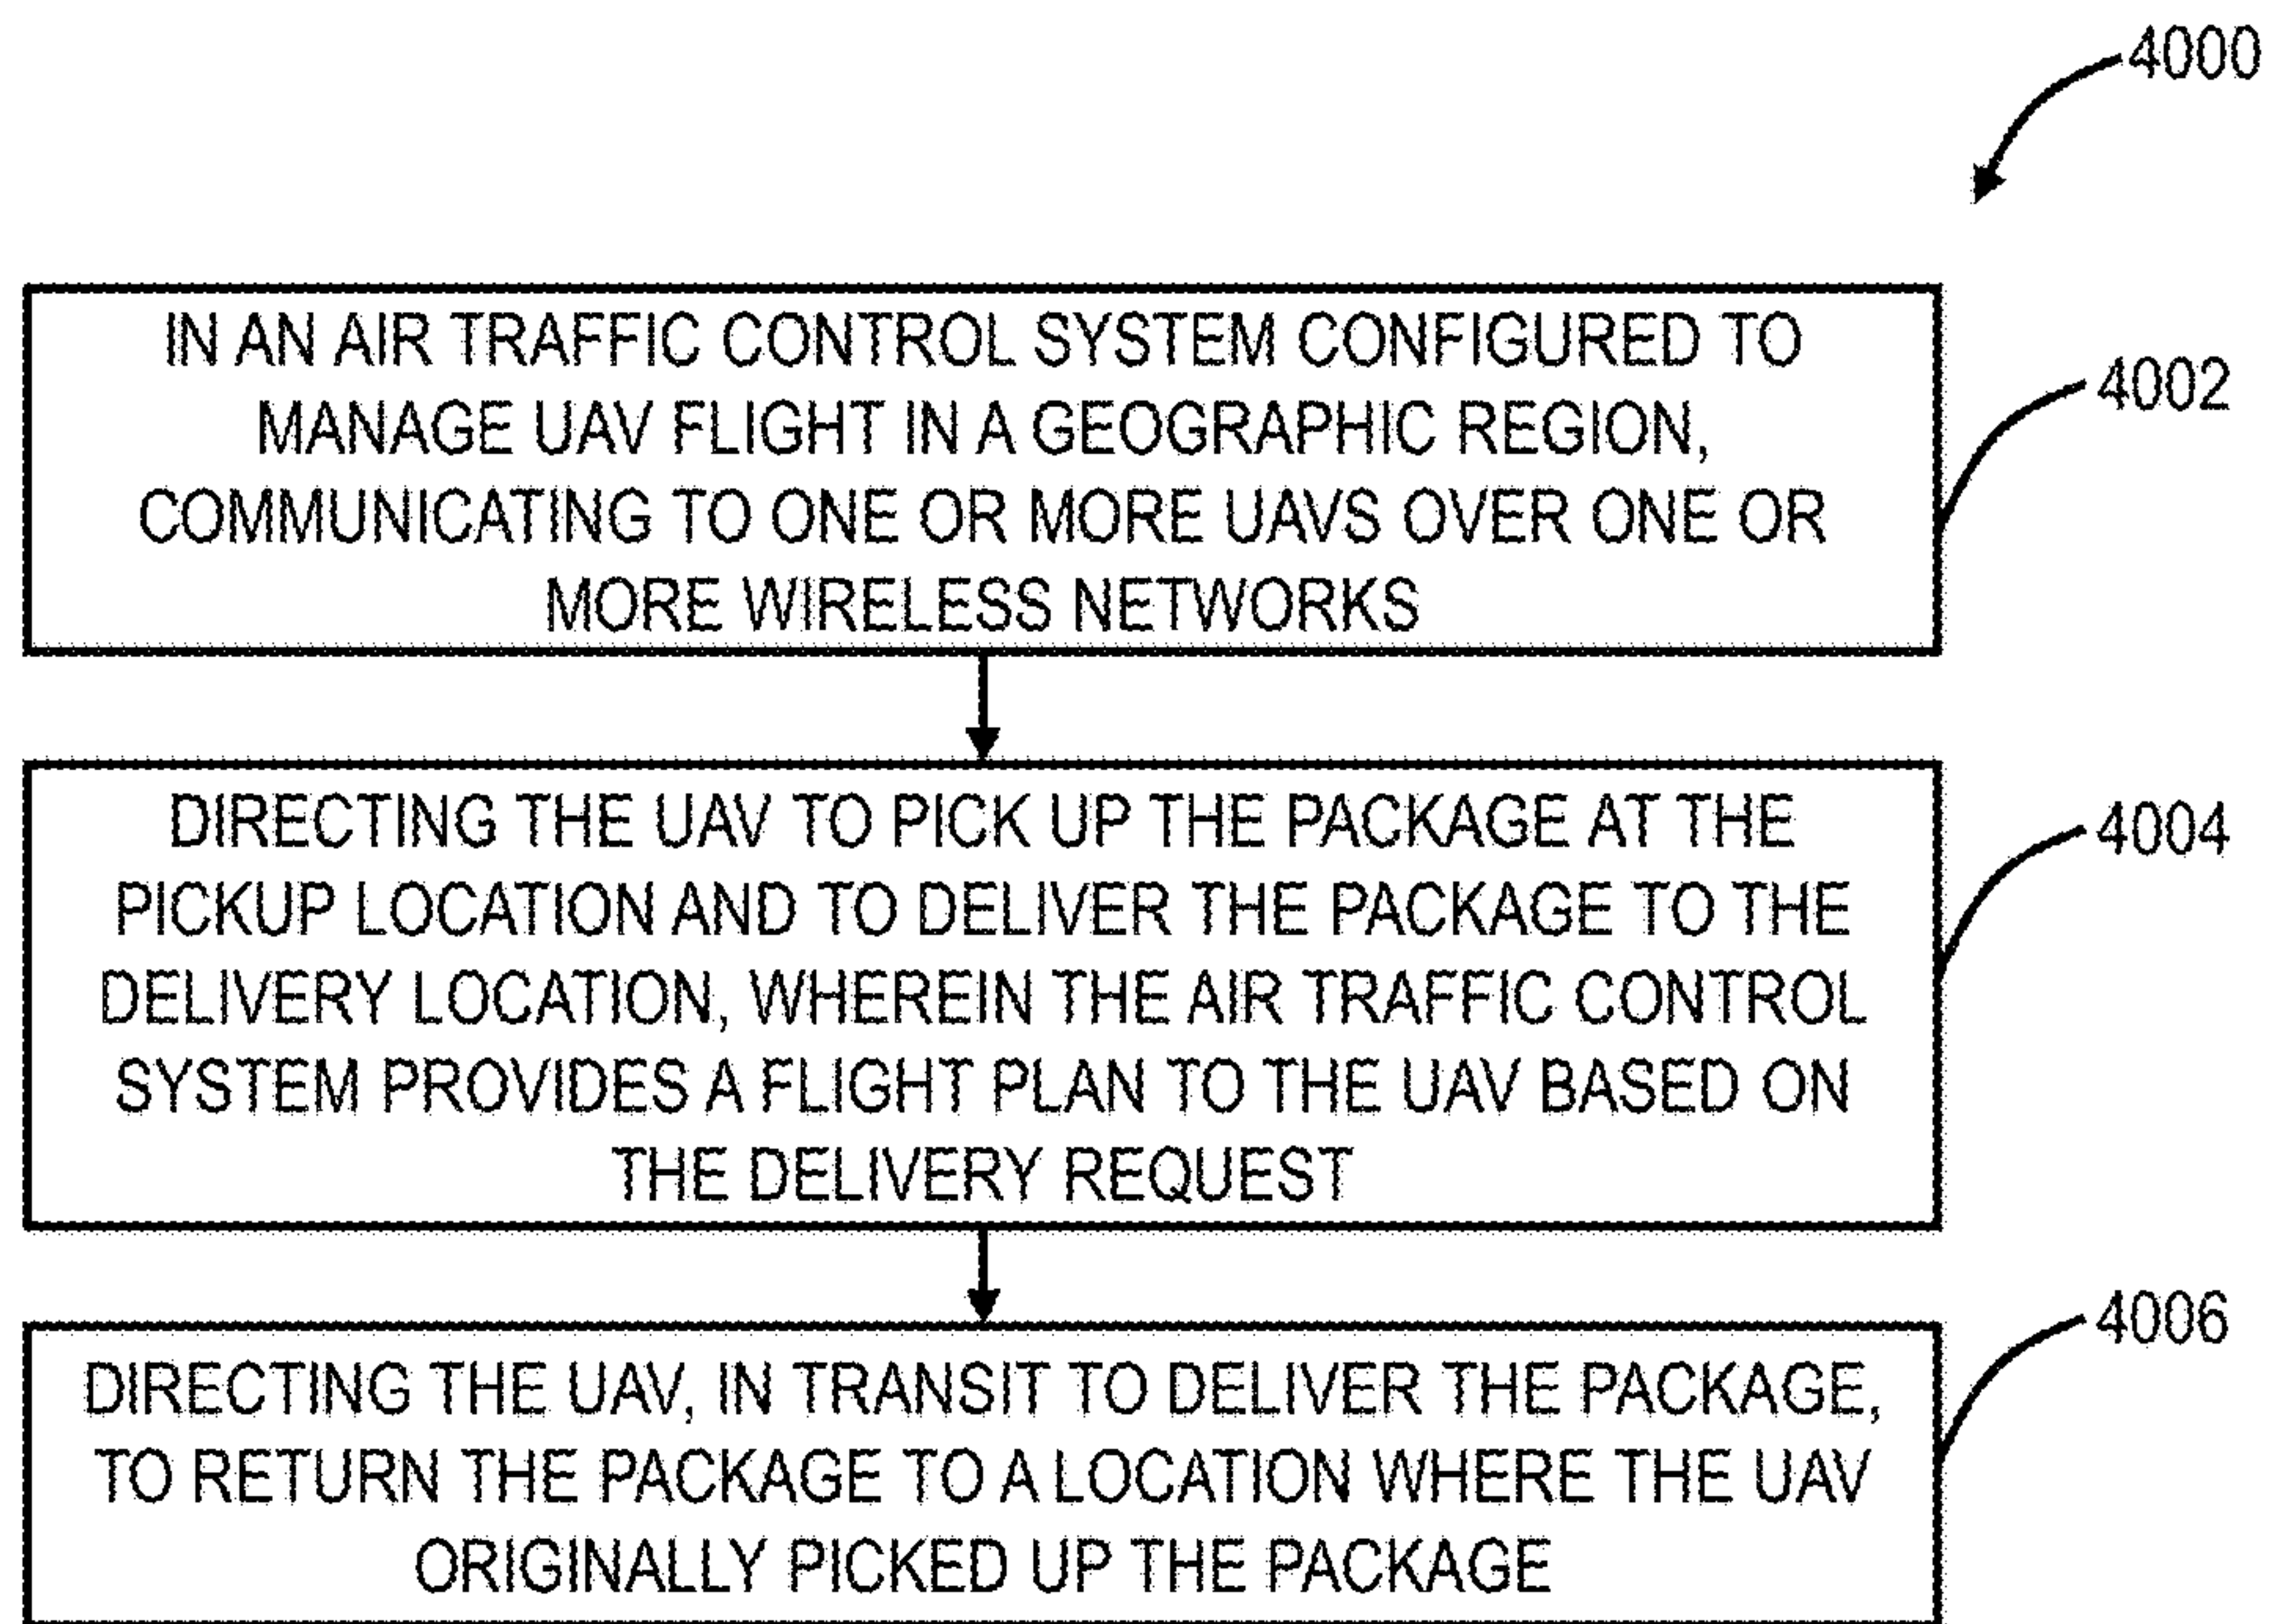 4000
IN AN AIR TRAFFIC CONTROL SYSTEM CONFIGURED TO
MANAGE UAV FLIGHT IN A GEOGRAPHIC REGION,
COMMUNICATING TO ONE OR MORE UAVS OVER ONE OR
MORE WIRELESS NETWORKS
4002
DIRECTING THE UAV TO PICK UP THE PACKAGE AT THE
PICKUP LOCATION AND TO DELIVER THE PACKAGE TO THE
DELIVERY LOCATION, WHEREIN THE AIR TRAFFIC CONTROL
SYSTEM PROVIDES A FLIGHT PLAN TO THE UAV BASED ON
THE DELIVERY REQUEST
4004
DIRECTING THE UAV, IN TRANSIT TO DELIVER THE PACKAGE,
TO RETURN THE PACKAGE TO A LOCATION WHERE THE UAV
ORIGINALLY PICKED UP THE PACKAGE
4006